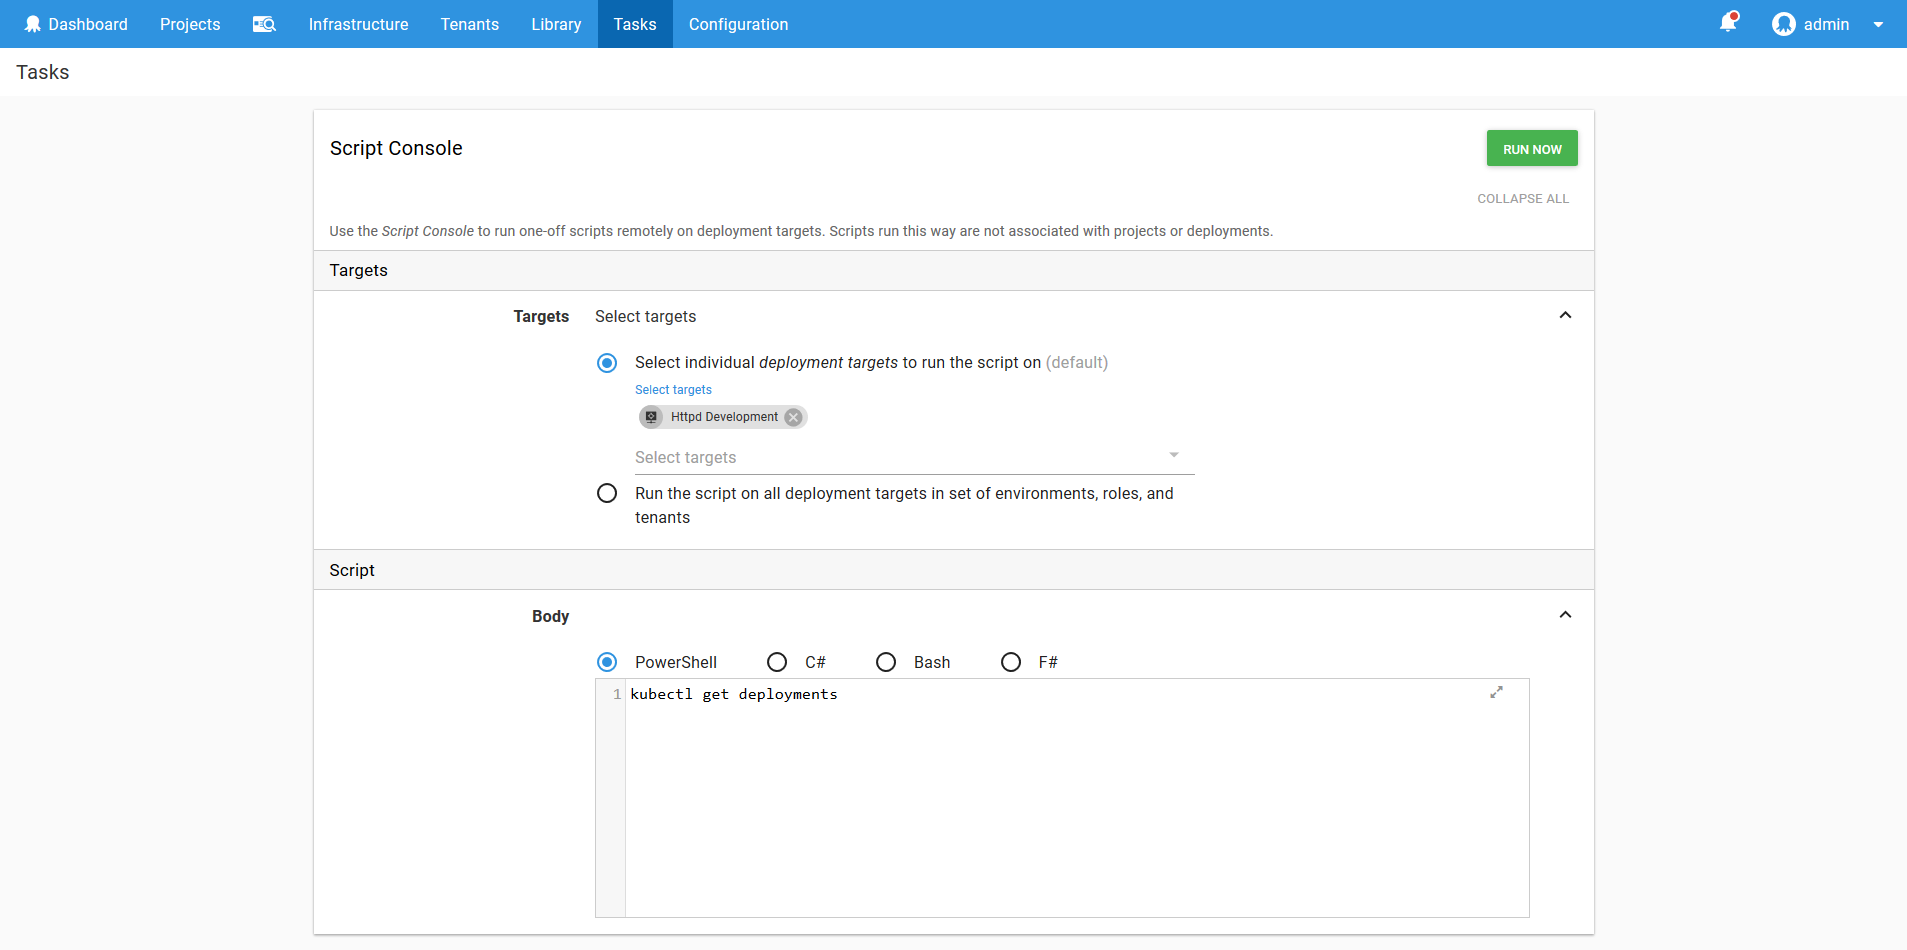 Dashboard Projects Infrastructure Tenants Library Tasks Configuration admin
Tasks
Script Console
RUN NOW
COLLAPSE ALL
Use the Script Console to run one-off scripts remotely on deployment targets. Scripts run this way are not associated with projects or deployments.
Targets
Targets Select targets
Select individual deployment targets to run the script on (default)
Select targets
Httpd Development
Select targets
Run the script on all deployment targets in set of environments, roles, and
tenants
Script
Body
PowerShell C# Bash F#
1 kubectl get deployments